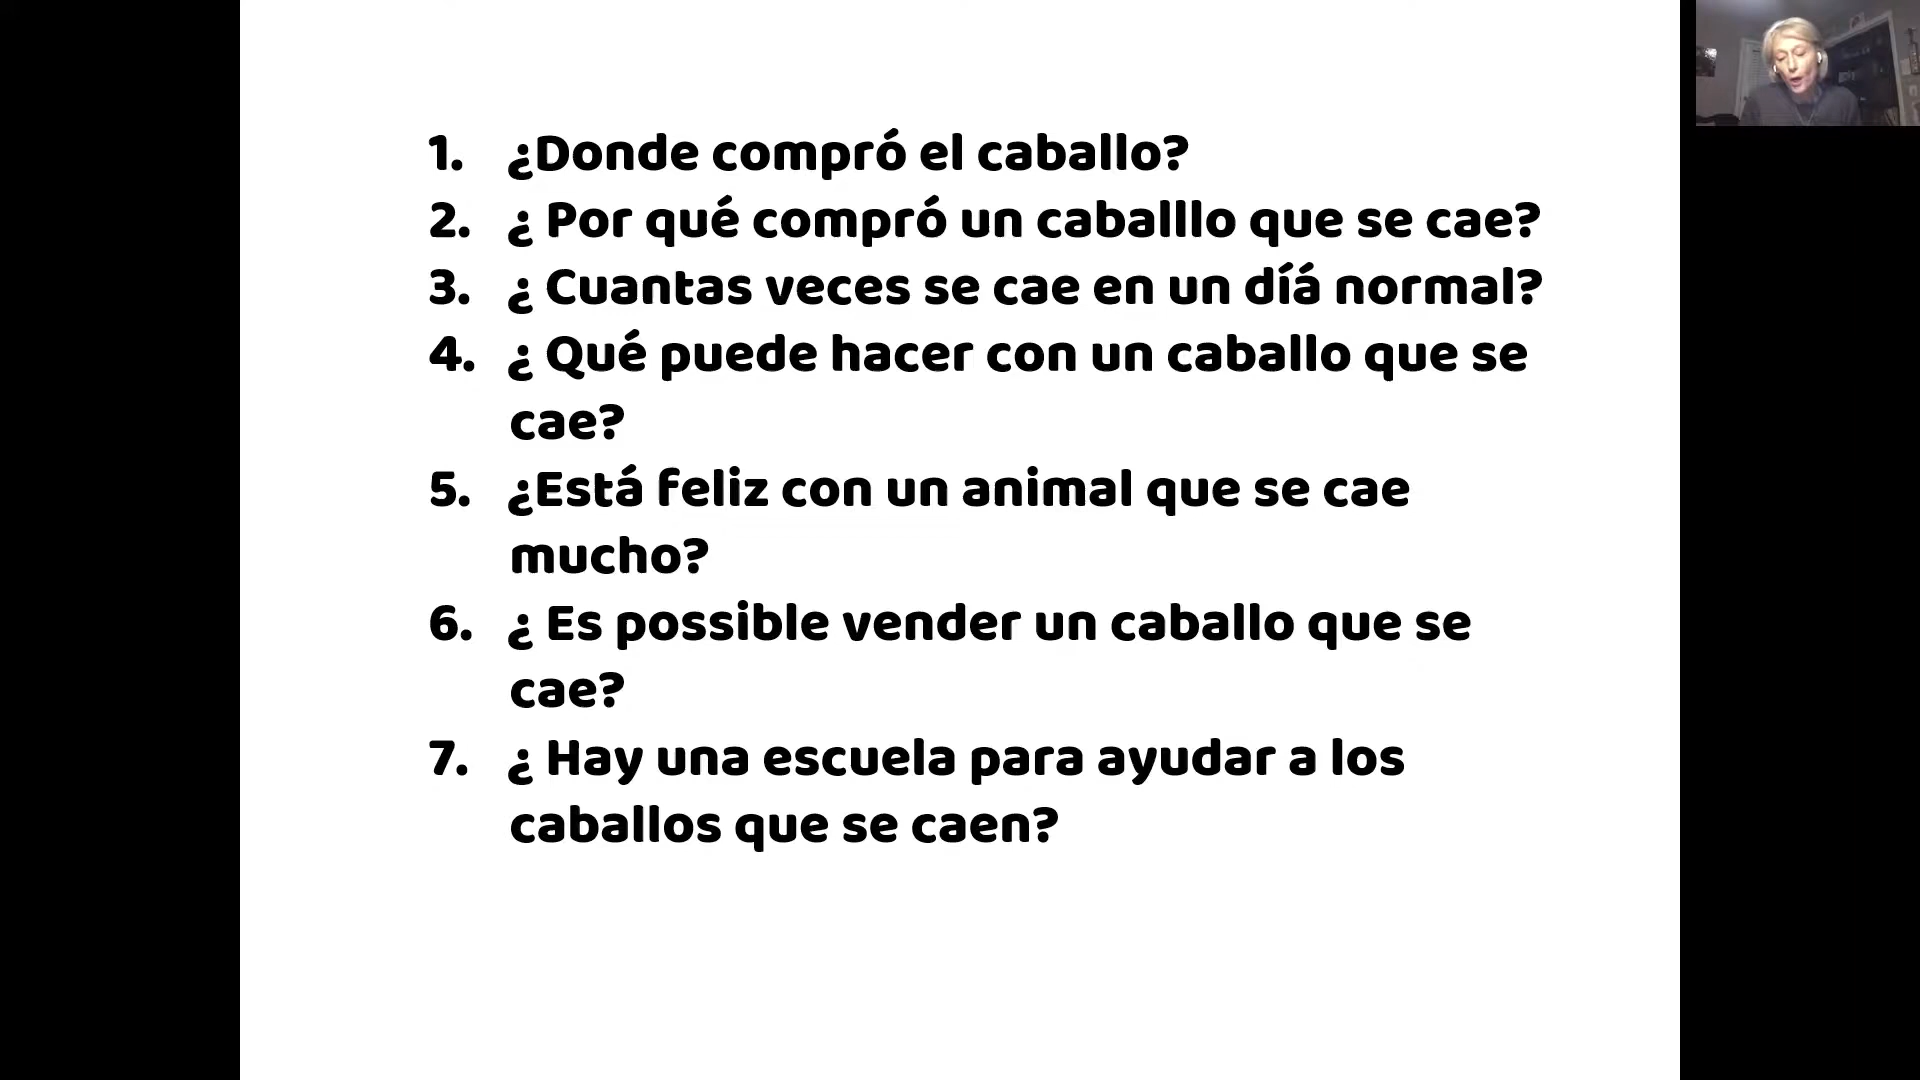 1. ¿Donde compró el caballo?
2. ¿ Por qué compró un caballlo que se cae?
3. ¿ Cuantas veces se cae en un díá normal?
4. ¿ Qué puede hacer con un caballo que se
cae?
5. ¿Está feliz con un animal que se cae
mucho?
6. ¿ Es possible vender un caballo que se
cae?
7. ¿ Hay una escuela para ayudar a los
caballos que se caen?